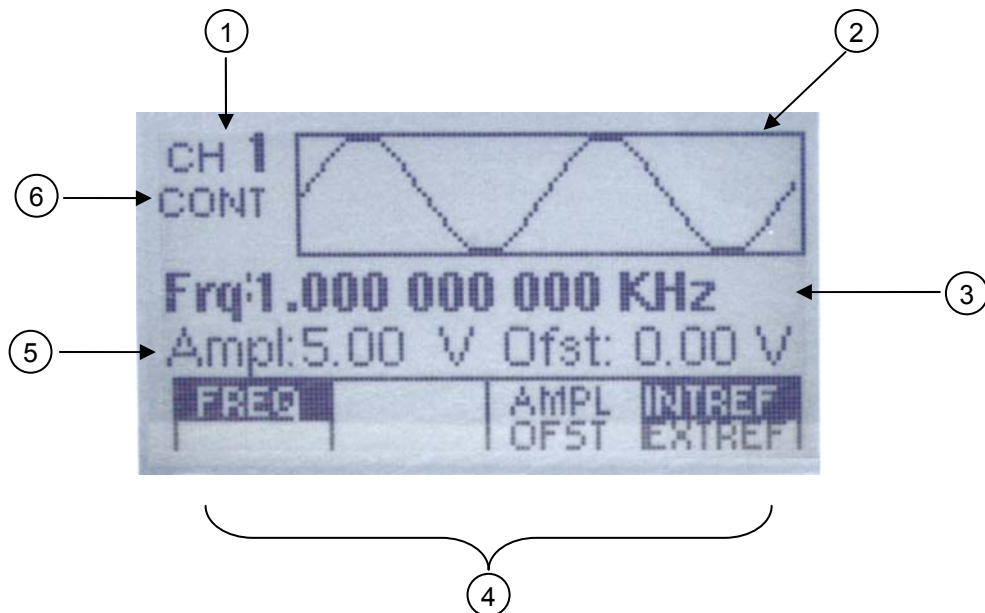 1
2
CH 1
6
CONT
Frq:1.000 000 000 KHz
3
5
Ampl:5.00 V Ofst: 0.00 V
FREQ
AMPL
OFST
INTREF
EXTREF
4